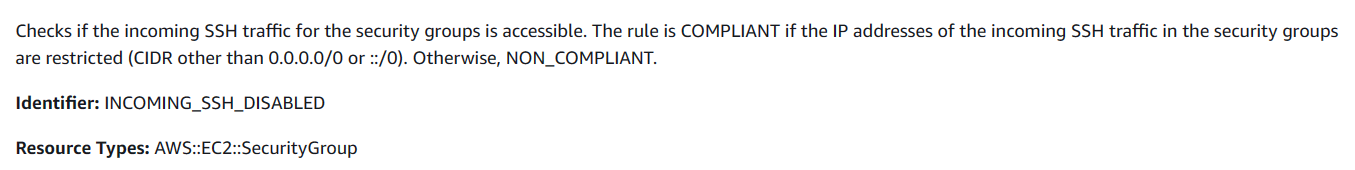 Checks if the incoming SSH traffic for the security groups is accessible. The rule is COMPLIANT if the IP addresses of the incoming SSH traffic in the security groups
are restricted (CIDR other than 0.0.0.0/0 or ::/0). Otherwise, NON_COMPLIANT.
Identifier: INCOMING_SSH_DISABLED
Resource Types: AWS::EC2::SecurityGroup